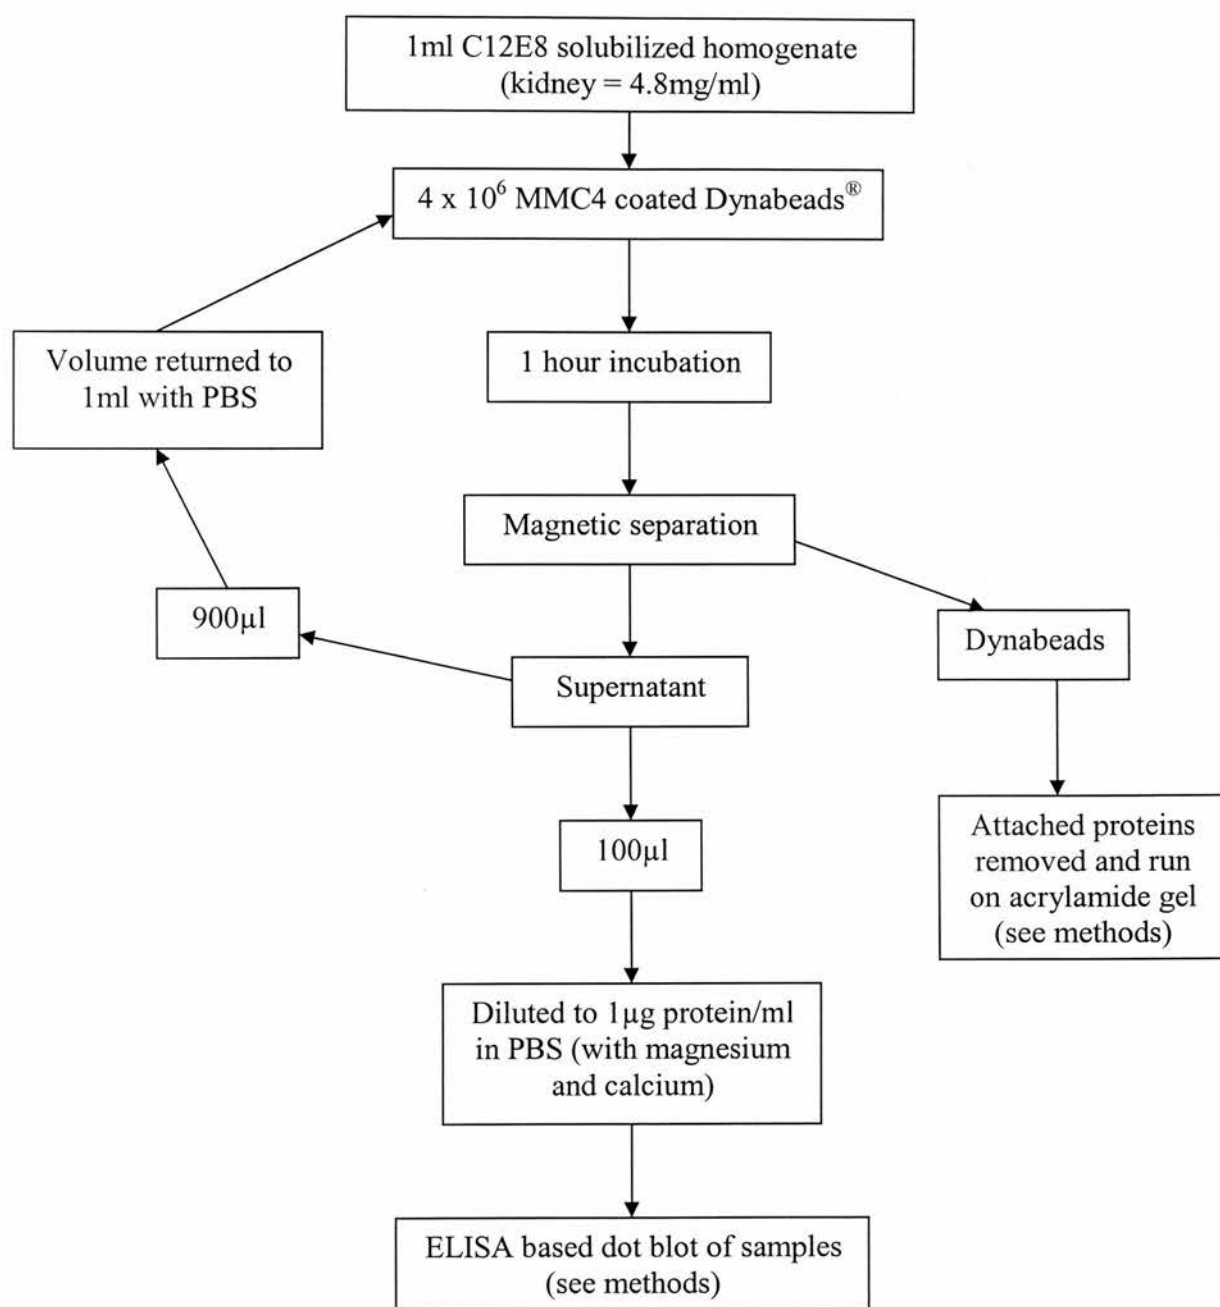 1ml C12E8 solubilized homogenate
(kidney = 4.8mg/ml)
4 x 10⁶ MMC4 coated Dynabeads®
Volume returned to
1ml with PBS
1 hour incubation
Magnetic separation
900µl
Dynabeads
Supernatant
100µl
Attached proteins
removed and run
on acrylamide gel
(see methods)
Diluted to 1µg protein/ml
in PBS (with magnesium
and calcium)
ELISA based dot blot of samples
(see methods)